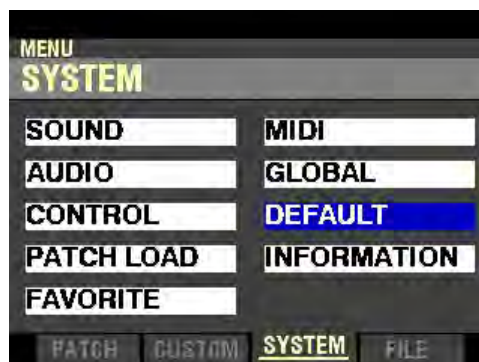 MENU
SYSTEM
SOUND
AUDIO
CONTROL
PATCH LOAD
FAVORITE
MIDI
GLOBAL
DEFAULT
INFORMATION
PATCH CUSTOM SYSTEM FILE